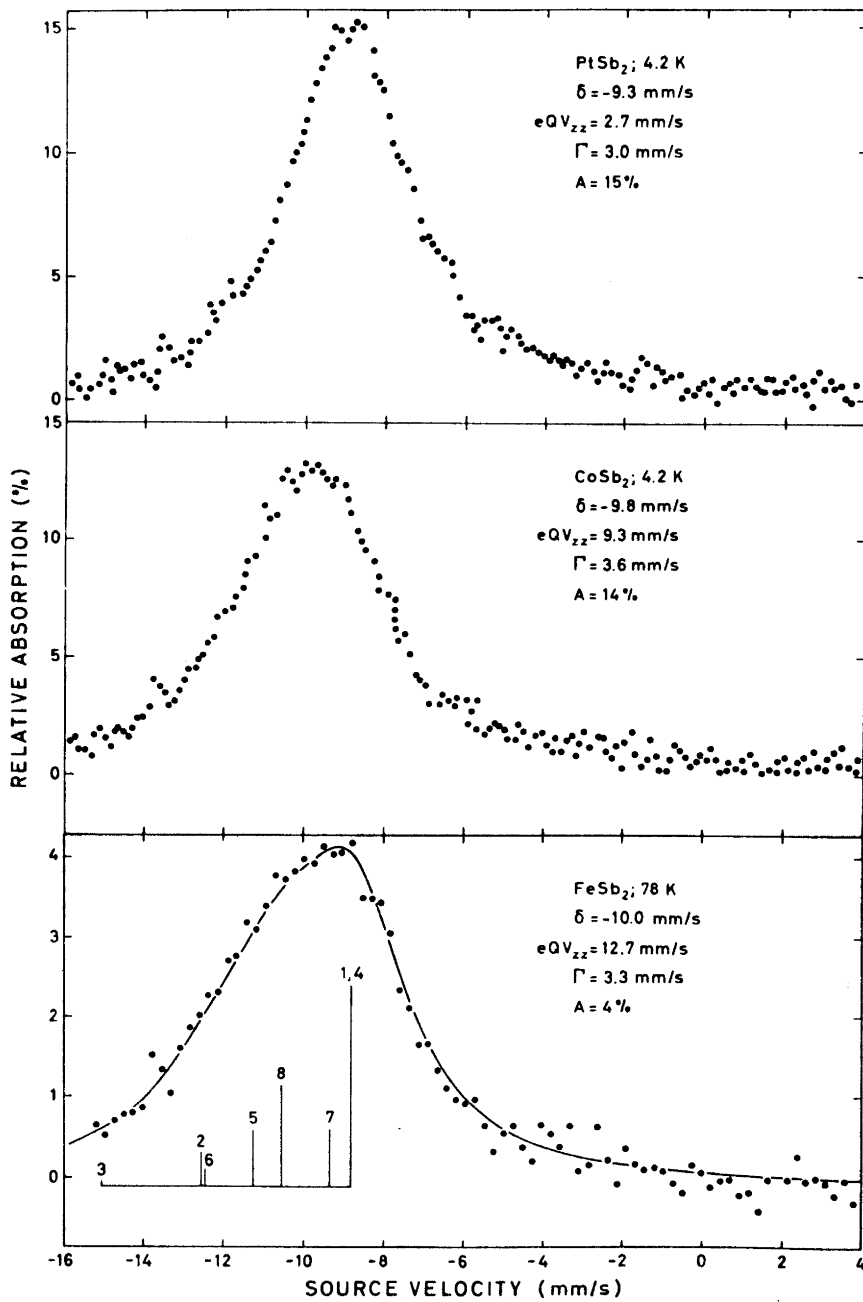 15
10
5
0
PtSb₂; 4.2 K
δ = -9.3 mm/s
eQVzz = 2.7 mm/s
Γ = 3.0 mm/s
A = 15%
15
10
5
0
CoSb₂; 4.2 K
δ = -9.8 mm/s
eQVzz = 9.3 mm/s
Γ = 3.6 mm/s
A = 14%
RELATIVE ABSORPTION (%)
4
3
2
1
0
FeSb₂; 78 K
δ = -10.0 mm/s
eQVzz = 12.7 mm/s
Γ = 3.3 mm/s
A = 4%
1,4
8
5
7
2
6
3
-16 -14 -12 -10 -8 -6 -4 -2 0 2 4
SOURCE VELOCITY (mm/s)